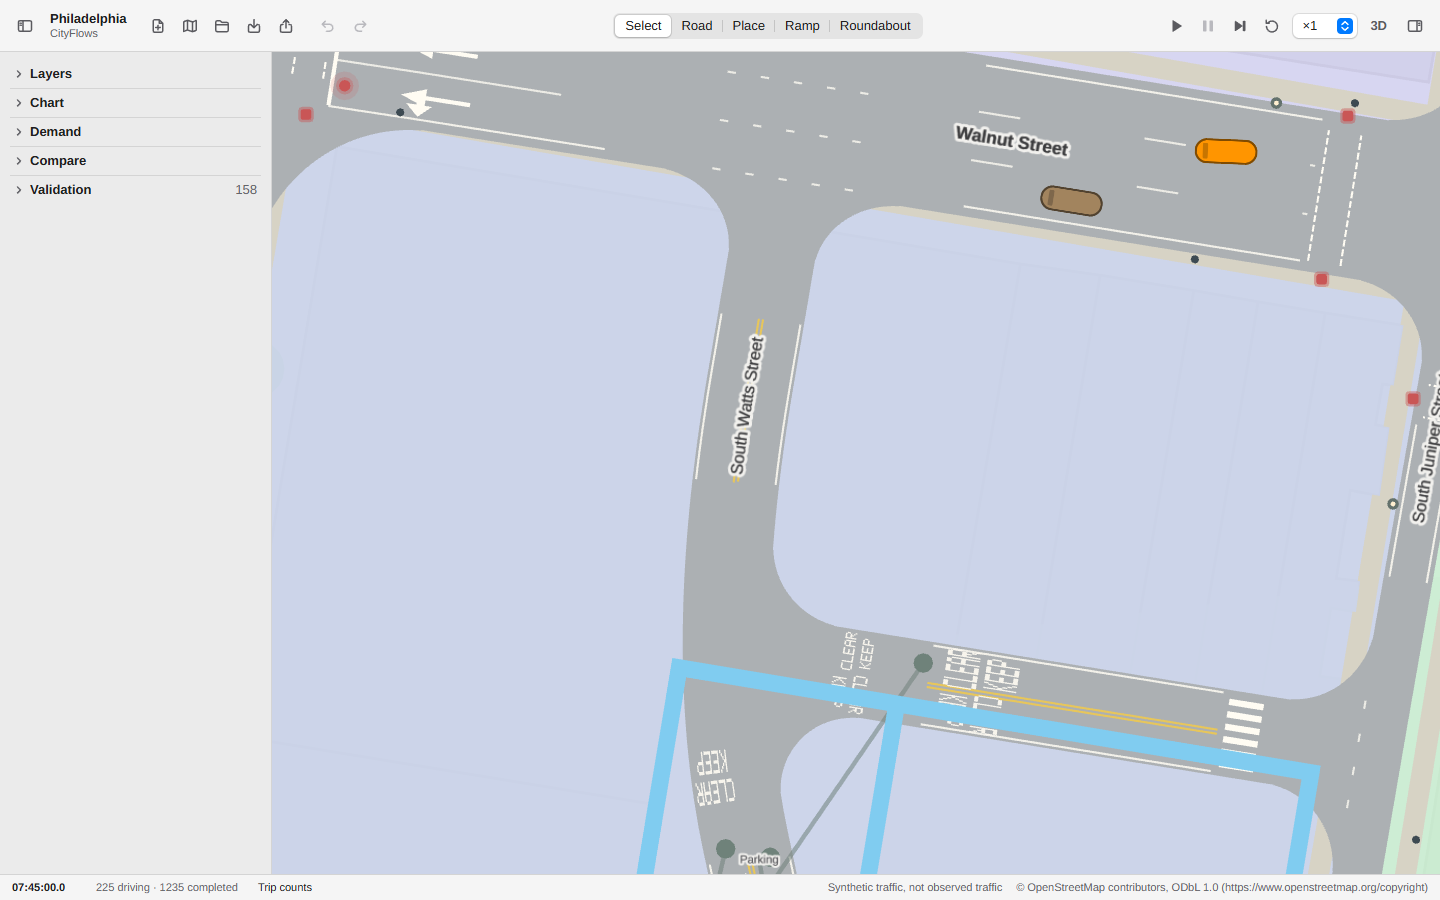 Philadelphia
CityFlows
Select
Road
Place
Ramp
Roundabout
×1
3D
Layers
Chart
Demand
Compare
Validation
158
Walnut Street
South Watts Street
South Juniper Street
CLEAR
KEEP
KEEP
CLEAR
Parking
07:45:00.0
225 driving · 1235 completed
Trip counts
Synthetic traffic, not observed traffic
© OpenStreetMap contributors, ODbL 1.0 (https://www.openstreetmap.org/copyright)